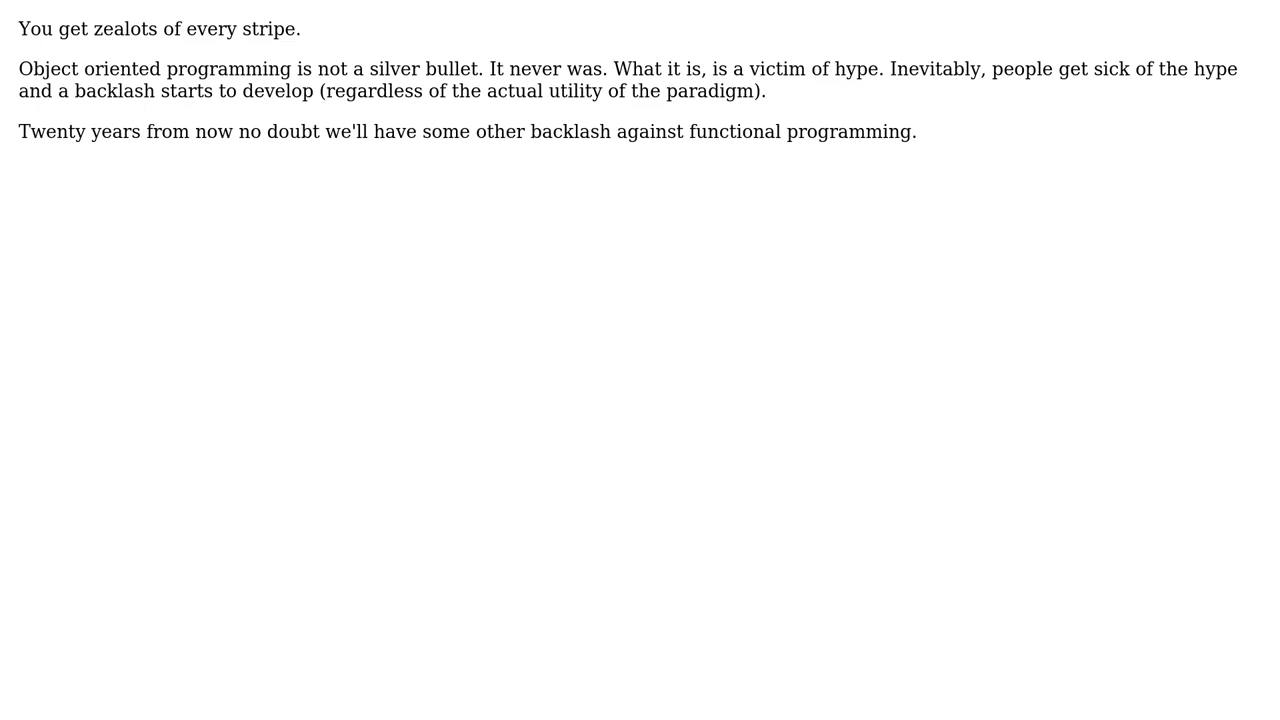 You get zealots of every stripe.
Object oriented programming is not a silver bullet. It never was. What it is, is a victim of hype. Inevitably, people get sick of the hype
and a backlash starts to develop (regardless of the actual utility of the paradigm).
Twenty years from now no doubt we'll have some other backlash against functional programming.